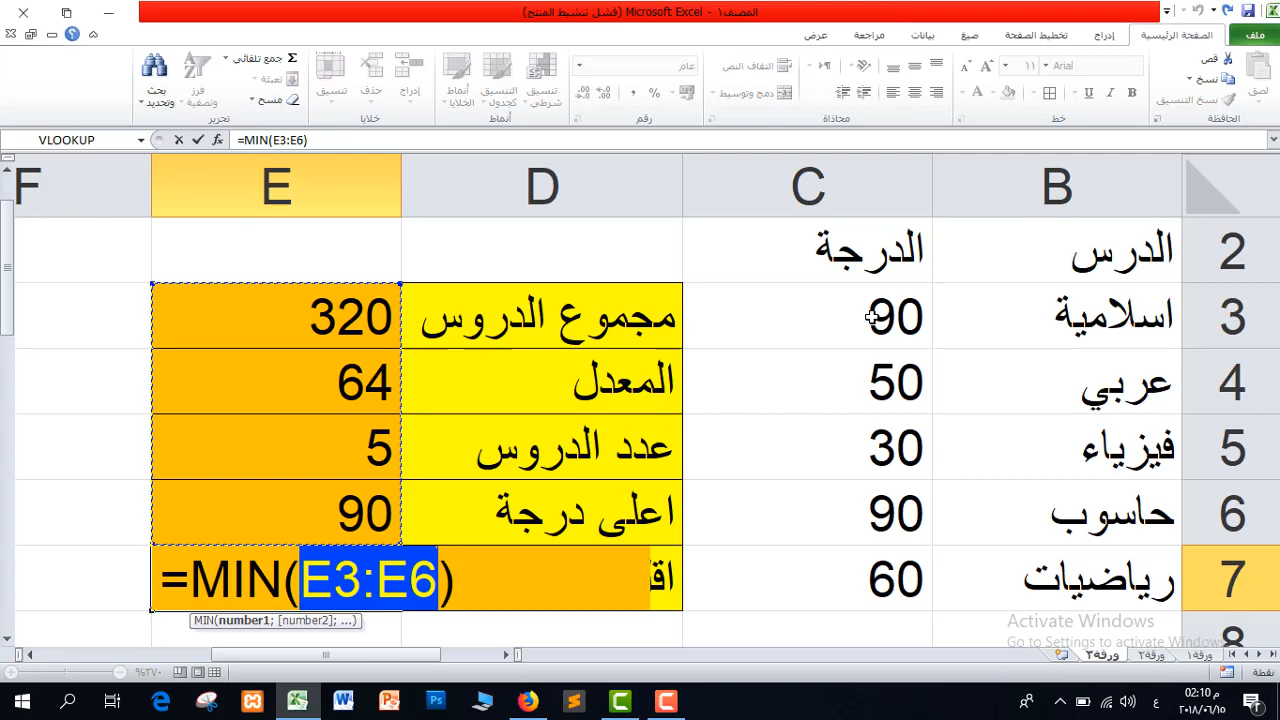 المصنف١ - Microsoft Excel (فشل تنشيط المنتج)
ملف
الصفحة الرئيسية
إدراج
تخطيط الصفحة
صيغ
بيانات
مراجعة
عرض
لصق
قص
نسخ
نسخ التنسيق
الحافظة
Arial
١١
خط
التفاف النص
دمج وتوسيط
محاذاة
عام
رقم
تنسيق شرطي
التنسيق كجدول
أنماط الخلايا
أنماط
إدراج
حذف
تنسيق
خلايا
جمع تلقائي
تعبئة
مسح
فرز وتصفية
بحث وتحديد
تحرير
VLOOKUP
=MIN(E3:E6)
B C D E F
2 الدرس الدرجة
3 اسلامية 90 مجموع الدروس 320
4 عربي 50 المعدل 64
5 فيزياء 30 عدد الدروس 5
6 حاسوب 90 اعلى درجة 90
7 رياضيات 60 =MIN(E3:E6)
MIN(number1; [number2]; ...)
8
Activate Windows
Go to Settings to activate Windows
ورقة١ ورقة٢ ورقة٣
نقطة
٣٧٠%
ع
02:10 م
٢٠١٨/٠٦/١٥